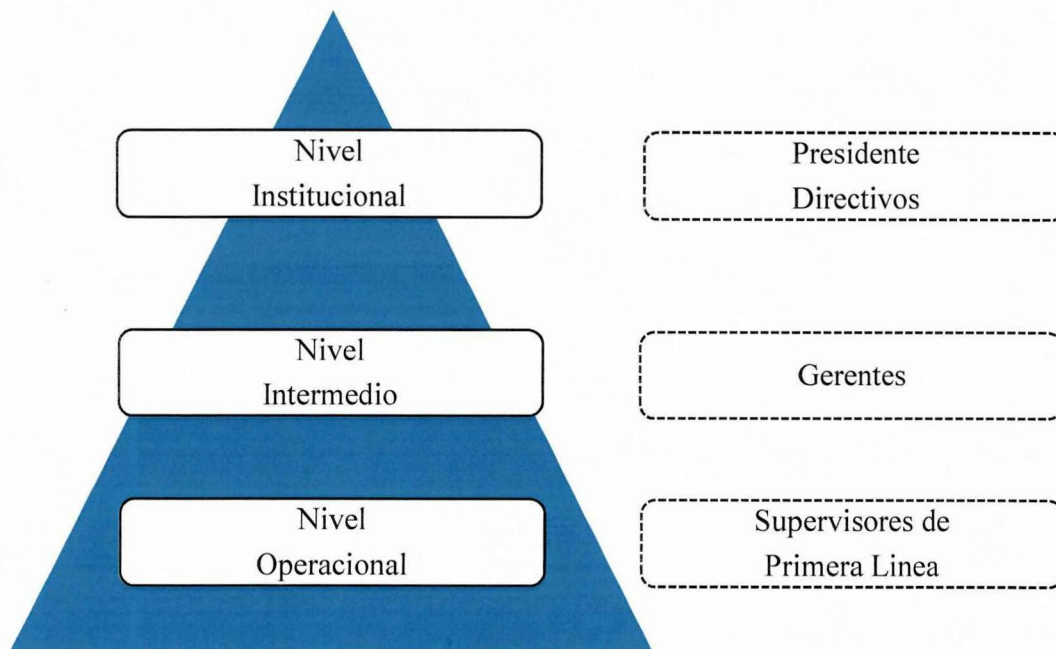 Nivel
Institucional
Presidente
Directivos
Nivel
Intermedio
Gerentes
Nivel
Operacional
Supervisores de
Primera Linea